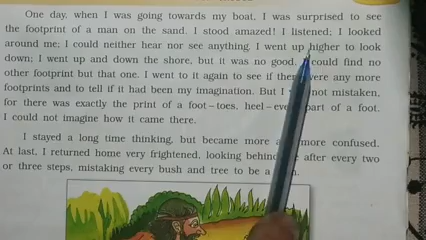 One day, when I was going towards my boat, I was surprised to see
the footprint of a man on the sand. I stood amazed! I listened; I looked
around me; I could neither hear nor see anything. I went up higher to look
down; I went up and down the shore, but it was no good. I could find no
other footprint but that one. I went to it again to see if there were any more
footprints and to tell if it had been my imagination. But I not mistaken,
for there was exactly the print of a foot — toes, heel — every part of a foot.
I could not imagine how it came there.
I stayed a long time thinking, but became more more confused.
At last, I returned home very frightened, looking behind after every two
or three steps, mistaking every bush and tree to be a